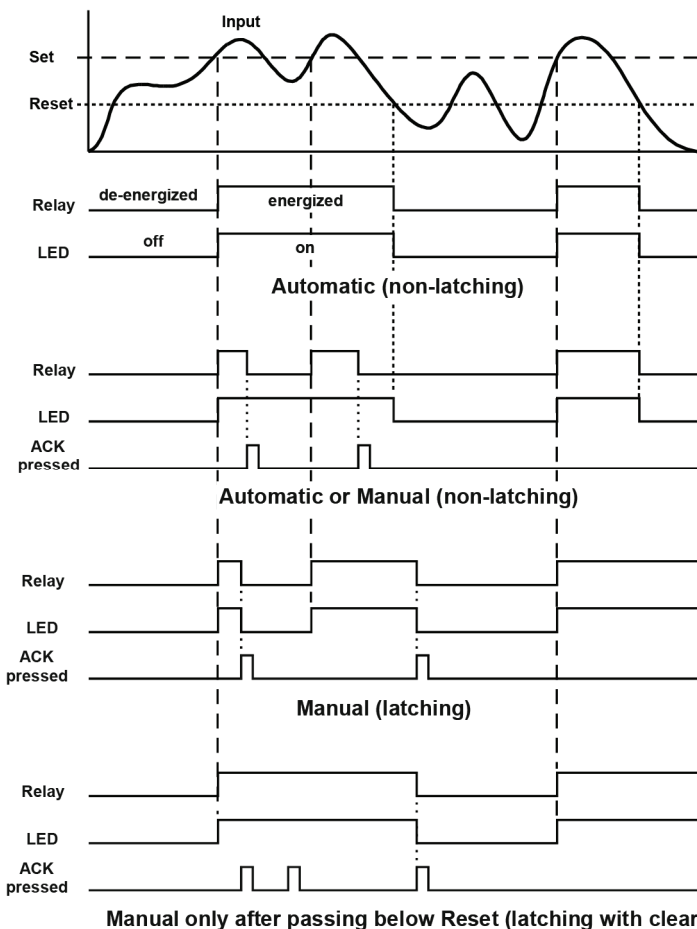 Input
Set
Reset
de-energized
energized
Relay
off
on
LED
Automatic (non-latching)
Relay
LED
ACK
pressed
Automatic or Manual (non-latching)
Relay
LED
ACK
pressed
Manual (latching)
Relay
LED
ACK
pressed
Manual only after passing below Reset (latching with clear